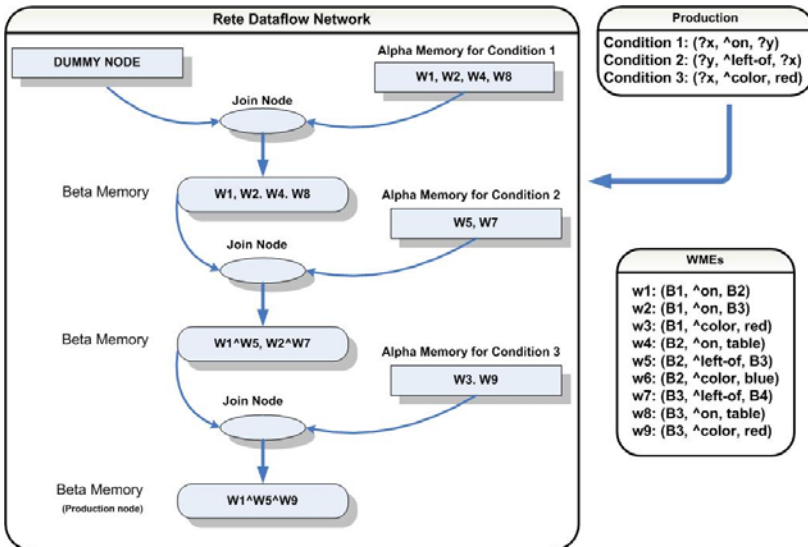 Rete Dataflow Network
DUMMY NODE
Alpha Memory for Condition 1
W1, W2, W4, W8
Join Node
Beta Memory
W1, W2. W4. W8
Alpha Memory for Condition 2
W5, W7
Join Node
Beta Memory
W1^W5, W2^W7
Alpha Memory for Condition 3
W3. W9
Join Node
Beta Memory
(Production node)
W1^W5^W9
Production
Condition 1: (?x, ^on, ?y)
Condition 2: (?y, ^left-of, ?x)
Condition 3: (?x, ^color, red)
WMEs
w1: (B1, ^on, B2)
w2: (B1, ^on, B3)
w3: (B1, ^color, red)
w4: (B2, ^on, table)
w5: (B2, ^left-of, B3)
w6: (B2, ^color, blue)
w7: (B3, ^left-of, B4)
w8: (B3, ^on, table)
w9: (B3, ^color, red)